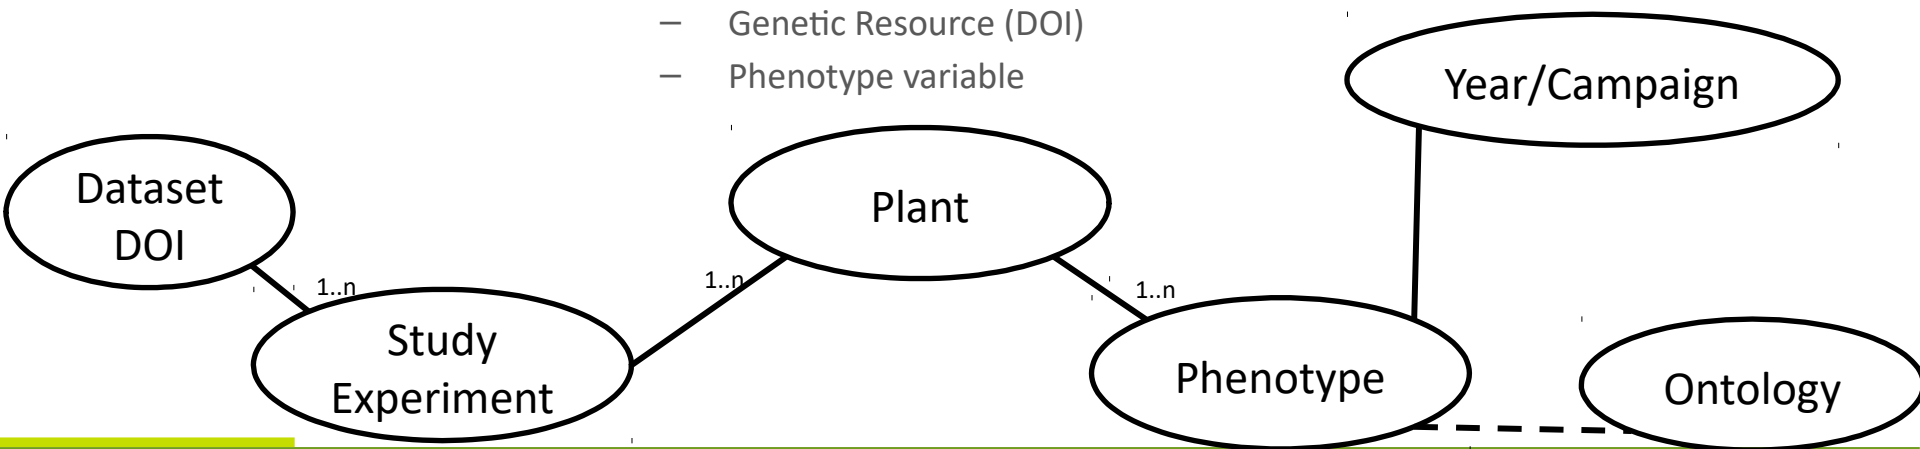 – Genetic Resource (DOI)
– Phenotype variable
Year/Campaign
Dataset
DOI
Plant
1..n
1..n
1..n
Study
Experiment
Phenotype
Ontology